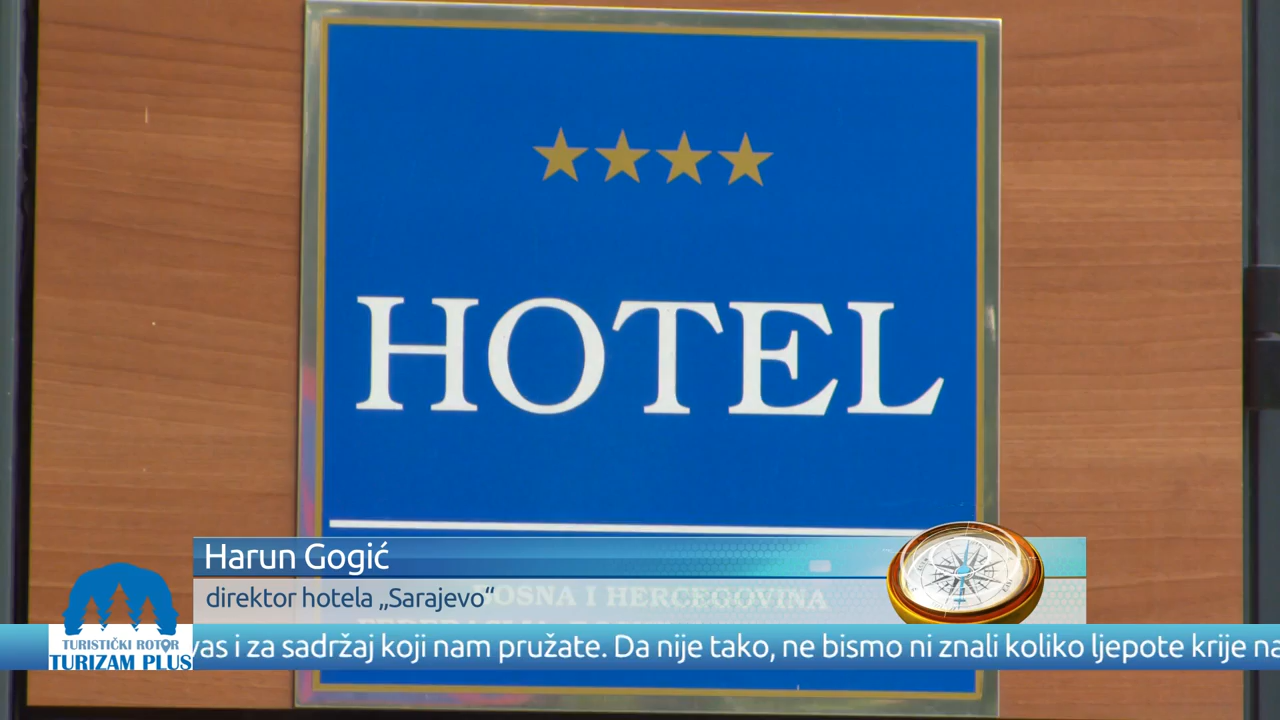 HOTEL
Harun Gogić
direktor hotela „Sarajevo“
BOSNA I HERCEGOVINA
TURISTIČKI ROTOR
TURIZAM PLUS
vas i za sadržaj koji nam pružate. Da nije tako, ne bismo ni znali koliko ljepote krije na